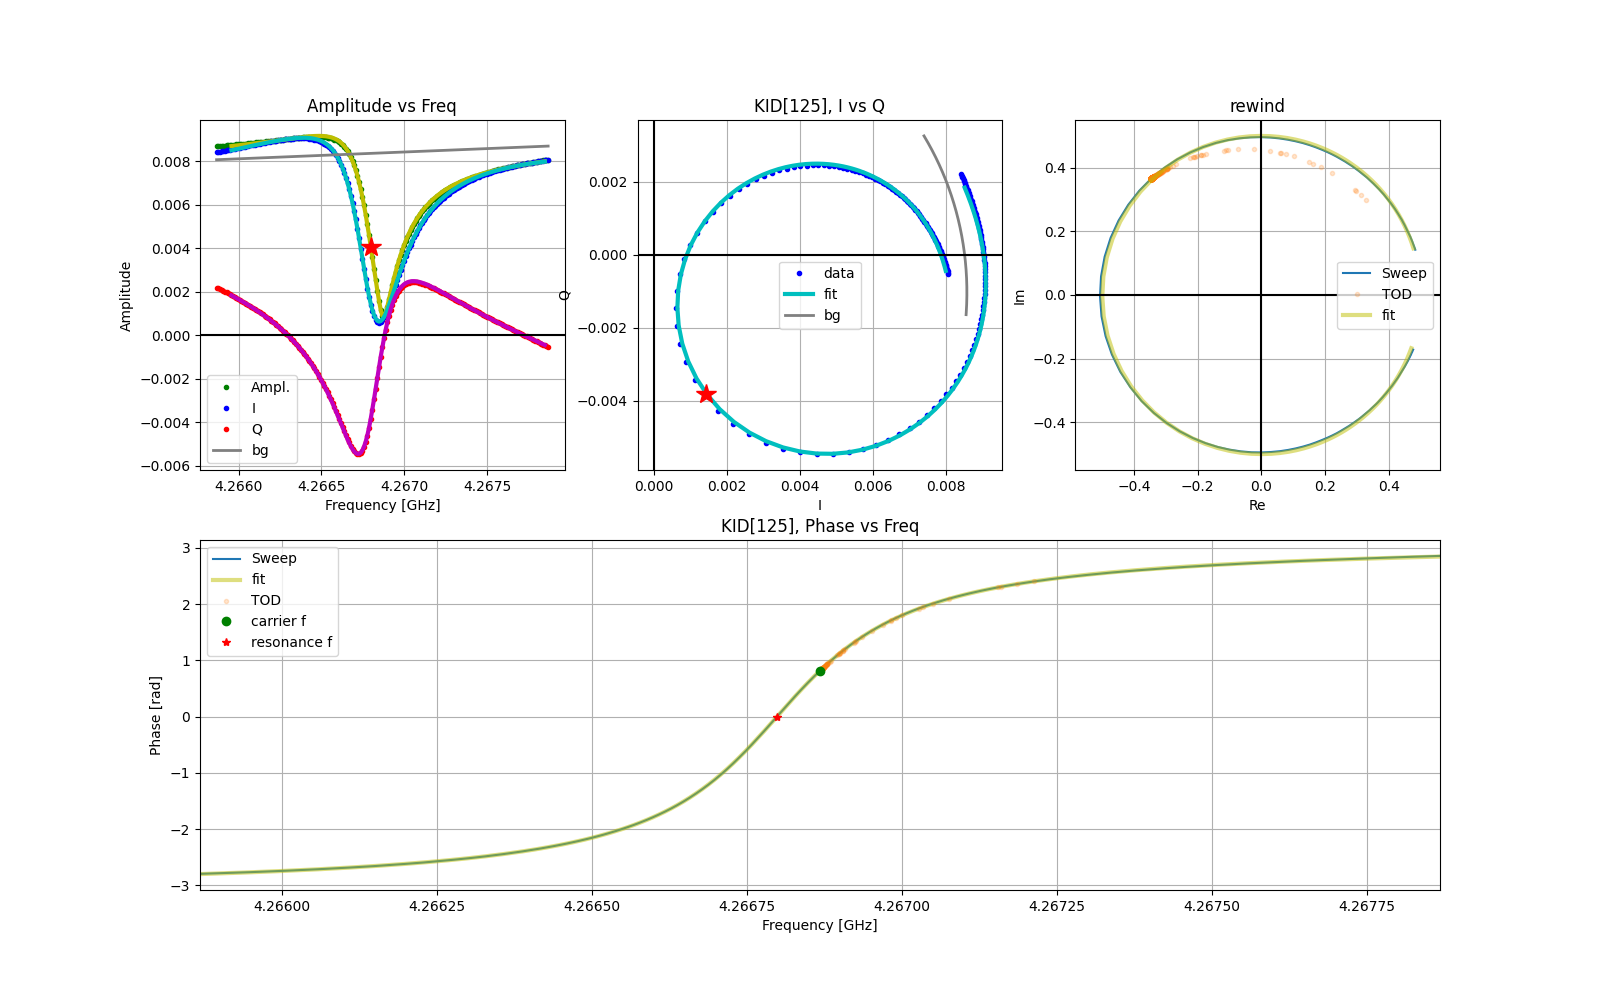 Amplitude vs Freq
Amplitude
0.008
0.006
0.004
0.002
0.000
−0.002
−0.004
−0.006
Ampl.
I
Q
bg
4.2660 4.2665 4.2670 4.2675
Frequency [GHz]
KID[125], I vs Q
Q
0.002
0.000
−0.002
−0.004
data
fit
bg
0.000 0.002 0.004 0.006 0.008
I
rewind
Im
0.4
0.2
0.0
−0.2
−0.4
Sweep
TOD
fit
−0.4 −0.2 0.0 0.2 0.4
Re
KID[125], Phase vs Freq
Phase [rad]
3
2
1
0
−1
−2
−3
Sweep
fit
TOD
carrier f
resonance f
4.26600 4.26625 4.26650 4.26675 4.26700 4.26725 4.26750 4.26775
Frequency [GHz]